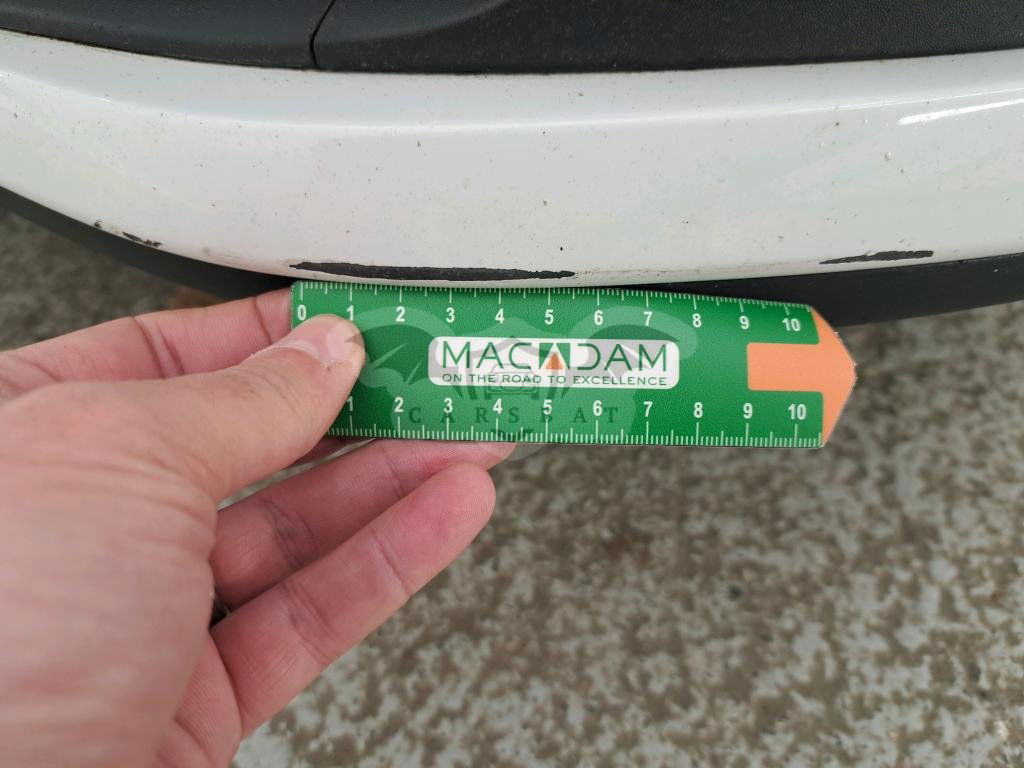 0 1 2 3 4 5 6 7 8 9 10
MACADAM
ON THE ROAD TO EXCELLENCE
1 2 3 4 5 6 7 8 9 10
CARSBAT